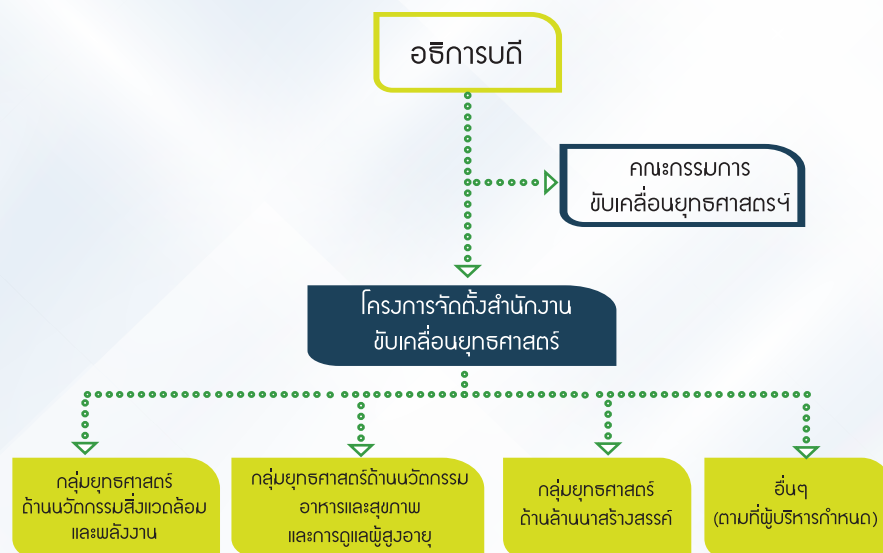 อธิการบดี
คณะกรรมการ
ขับเคลื่อนยุทธศาสตรฯ
โครงการจัดตั้งสำนักงาน
ขับเคลื่อนยุทธศาสตร์
กลุ่มยุทธศาสตร์
ด้านนวัตกรรมสิ่งแวดล้อม
และพลังงาน
กลุ่มยุทธศาสตร์ด้านนวัตกรรม
อาหารและสุขภาพ
และการดูแลผู้สูงอายุ
กลุ่มยุทธศาสตร์
ด้านล้านนาสร้างสรรค์
อื่นๆ
(ตามที่ผู้บริหารกำหนด)